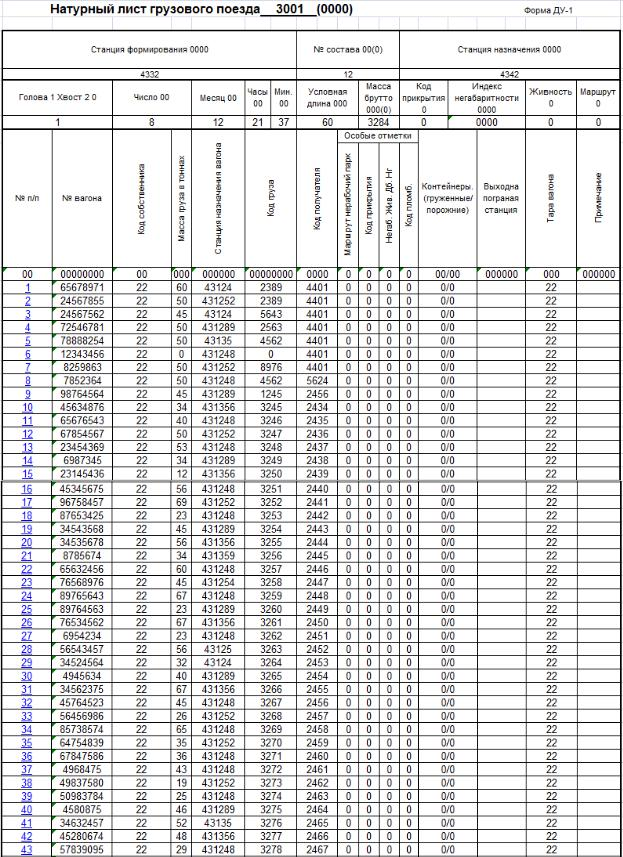 Натурный лист грузового поезда 3001 (0000)
Форма ДУ-1
Станция формирования 0000 № состава 00(0) Станция назначения 0000
4332 12 4342
Голова 1 Хвост 2 0 Число 00 Месяц 00 Часы 00 Мин. 00 Условная длина 000 Масса брутто 000(0) Код прикрытия 0 Индекс негабаритности 0000 Живность 0 Маршрут 0
1 8 12 21 37 60 3284 0 0000 0 0
Особые отметки
№ п/п № вагона Код собственника Масса груза в тоннах Станция назначения вагона Код груза Код получателя Маршрут нерабочий парк Код прикрытия Негаб. Жив. Дб. Нг Код пломб. Контейнеры. (груженные/ порожние) Выходна пограная станция Тара вагона Примечание
00 00000000 00 000 000000 00000000 0000 0 0 0 0 00/00 000000 000 000000
1 65678971 22 60 43124 2389 4401 0 0 0 0 0/0 22
2 24567855 22 50 431252 2389 4401 0 0 0 0 0/0 22
3 24567562 22 45 43124 5643 4401 0 0 0 0 0/0 22
4 72546781 22 50 431289 2563 4401 0 0 0 0 0/0 22
5 78888254 22 50 43135 4562 4401 0 0 0 0 0/0 22
6 12343456 22 0 431248 0 4401 0 0 0 0 0/0 22
7 8259863 22 50 431252 8976 4401 0 0 0 0 0/0 22
8 7852364 22 50 431248 4562 5624 0 0 0 0 0/0 22
9 98764564 22 45 431289 1245 2456 0 0 0 0 0/0 22
10 45634876 22 34 431356 3245 2434 0 0 0 0 0/0 22
11 65676543 22 40 431248 3246 2435 0 0 0 0 0/0 22
12 67854567 22 50 431252 3247 2436 0 0 0 0 0/0 22
13 23454369 22 53 431248 3248 2437 0 0 0 0 0/0 22
14 6987345 22 34 431289 3249 2438 0 0 0 0 0/0 22
15 23145436 22 12 431356 3250 2439 0 0 0 0 0/0 22
16 45345675 22 56 431248 3251 2440 0 0 0 0 0/0 22
17 96758457 22 69 431252 3252 2441 0 0 0 0 0/0 22
18 87653425 22 23 431248 3253 2442 0 0 0 0 0/0 22
19 34543568 22 45 431289 3254 2443 0 0 0 0 0/0 22
20 34535678 22 56 431356 3255 2444 0 0 0 0 0/0 22
21 8785674 22 34 431359 3256 2445 0 0 0 0 0/0 22
22 65632456 22 60 431248 3257 2446 0 0 0 0 0/0 22
23 76568976 22 45 431254 3258 2447 0 0 0 0 0/0 22
24 89765643 22 67 431248 3259 2448 0 0 0 0 0/0 22
25 89764563 22 23 431289 3260 2449 0 0 0 0 0/0 22
26 76534562 22 67 431356 3261 2450 0 0 0 0 0/0 22
27 6954234 22 23 431248 3262 2451 0 0 0 0 0/0 22
28 56543457 22 56 43125 3263 2452 0 0 0 0 0/0 22
29 34524564 22 32 43124 3264 2453 0 0 0 0 0/0 22
30 4945634 22 40 431289 3265 2454 0 0 0 0 0/0 22
31 34562375 22 67 431356 3266 2455 0 0 0 0 0/0 22
32 45764523 22 45 431248 3267 2456 0 0 0 0 0/0 22
33 56456986 22 26 431252 3268 2457 0 0 0 0 0/0 22
34 85738574 22 65 431248 3269 2458 0 0 0 0 0/0 22
35 64754839 22 35 431252 3270 2459 0 0 0 0 0/0 22
36 67847586 22 36 431248 3271 2460 0 0 0 0 0/0 22
37 4968475 22 43 431248 3272 2461 0 0 0 0 0/0 22
38 49837580 22 19 431252 3273 2462 0 0 0 0 0/0 22
39 50983784 22 25 431248 3274 2463 0 0 0 0 0/0 22
40 4580875 22 46 431289 3275 2464 0 0 0 0 0/0 22
41 34632457 22 52 43135 3276 2465 0 0 0 0 0/0 22
42 45280674 22 48 431356 3277 2466 0 0 0 0 0/0 22
43 57839095 22 29 431248 3278 2467 0 0 0 0 0/0 22